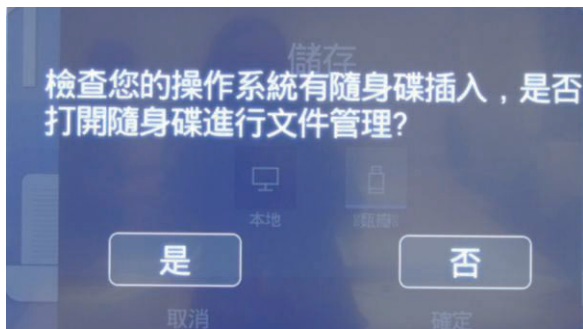 儲存
檢查您的操作系統有隨身碟插入，是否
打開隨身碟進行文件管理?
本地
是
否
取消
確定